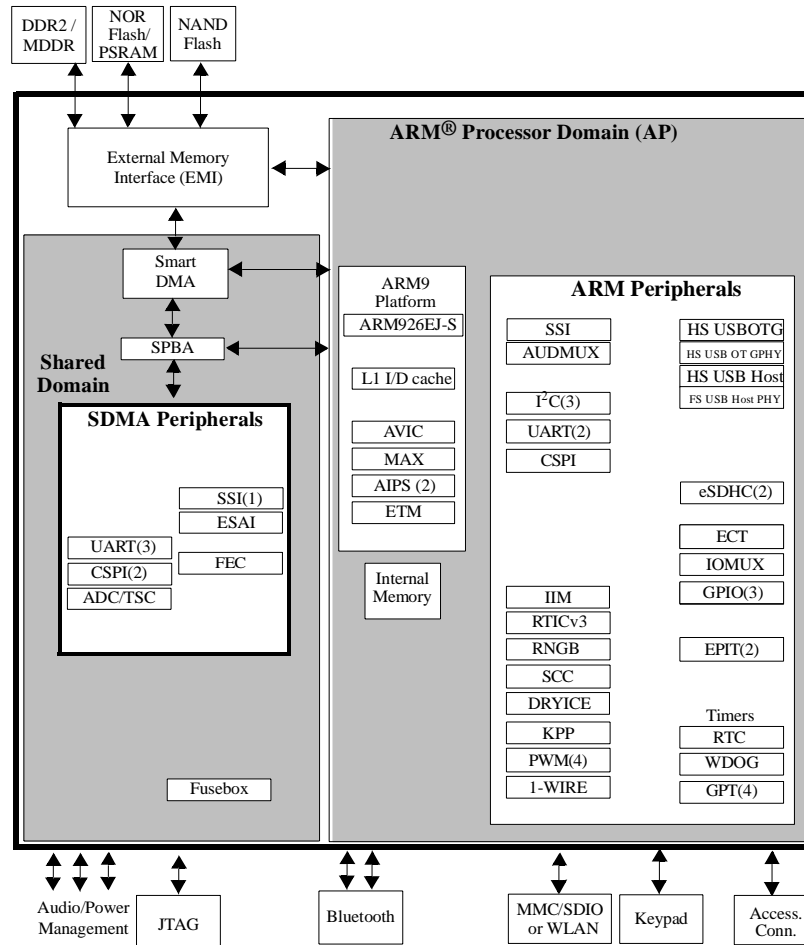 DDR2 /
MDDR
NOR
Flash/
PSRAM
NAND
Flash
External Memory
Interface (EMI)
ARM® Processor Domain (AP)
Smart
DMA
SPBA
Shared
Domain
SDMA Peripherals
SSI(1)
ESAI
UART(3)
FEC
CSPI(2)
ADC/TSC
Fusebox
ARM9
Platform
ARM926EJ-S
L1 I/D cache
AVIC
MAX
AIPS (2)
ETM
Internal
Memory
ARM Peripherals
SSI
AUDMUX
I²C(3)
UART(2)
CSPI
IIM
RTICv3
RNGB
SCC
DRYICE
KPP
PWM(4)
1-WIRE
HS USBOTG
HS USB OT GPHY
HS USB Host
FS USB Host PHY
eSDHC(2)
ECT
IOMUX
GPIO(3)
EPIT(2)
Timers
RTC
WDOG
GPT(4)
Audio/Power
Management
JTAG
Bluetooth
MMC/SDIO
or WLAN
Keypad
Access.
Conn.